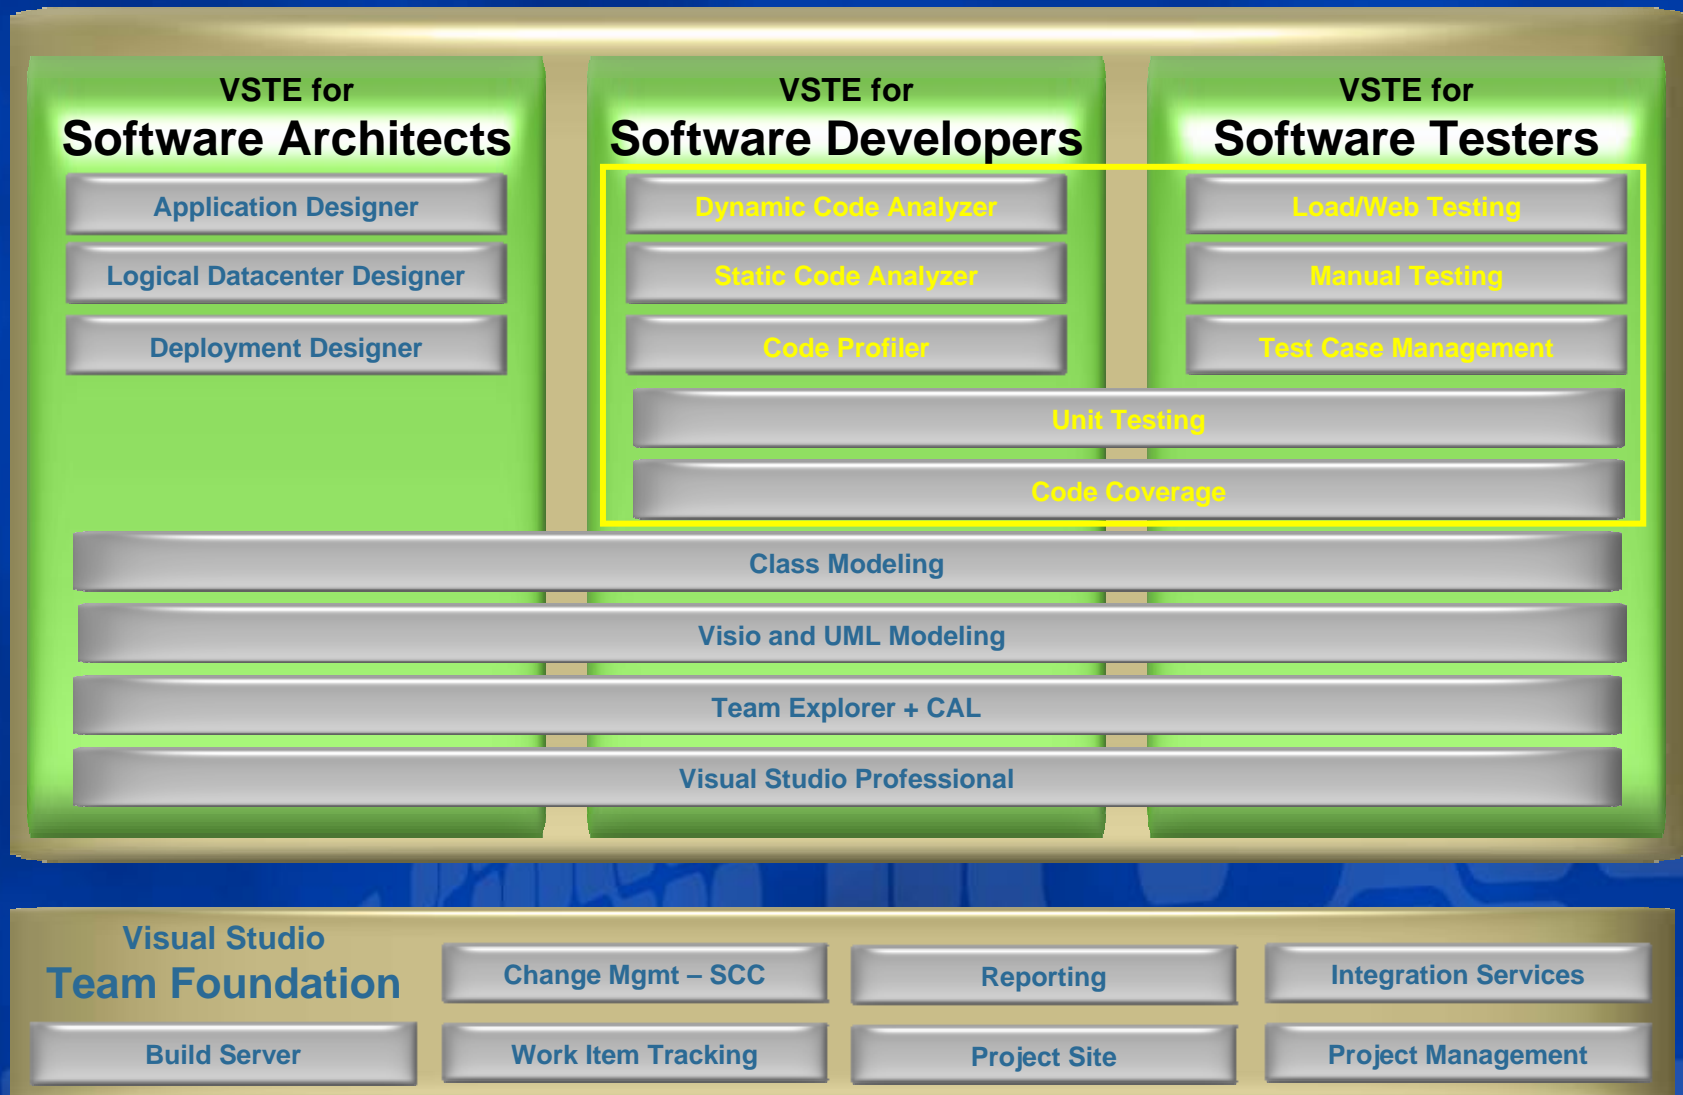 VSTE for
Software Architects
VSTE for
Software Developers
VSTE for
Software Testers
Application Designer
Dynamic Code Analyzer
Load/Web Testing
Logical Datacenter Designer
Static Code Analyzer
Manual Testing
Deployment Designer
Code Profiler
Test Case Management
Unit Testing
Code Coverage
Class Modeling
Visio and UML Modeling
Team Explorer + CAL
Visual Studio Professional
Visual Studio
Team Foundation
Change Mgmt – SCC
Reporting
Integration Services
Build Server
Work Item Tracking
Project Site
Project Management